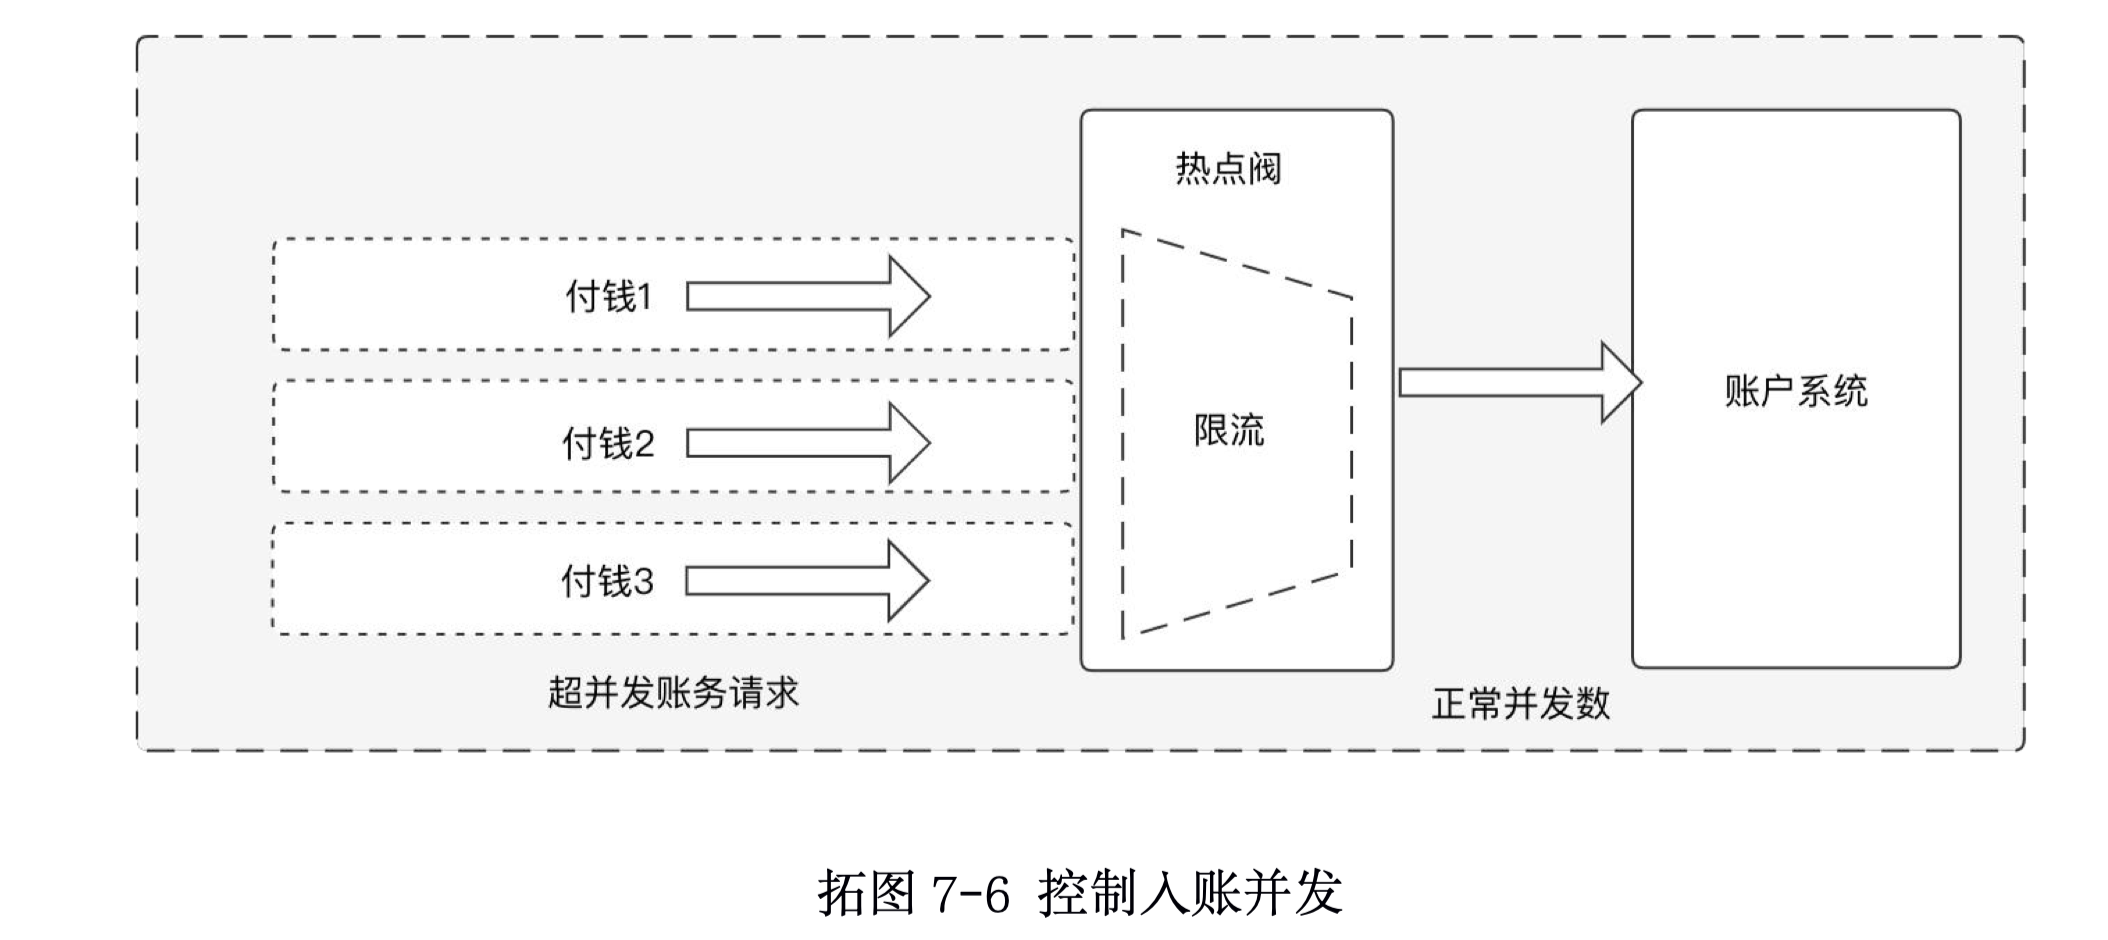 热点阀
付钱1
付钱2
付钱3
限流
账户系统
超并发账务请求
正常并发数
拓图 7-6 控制入账并发